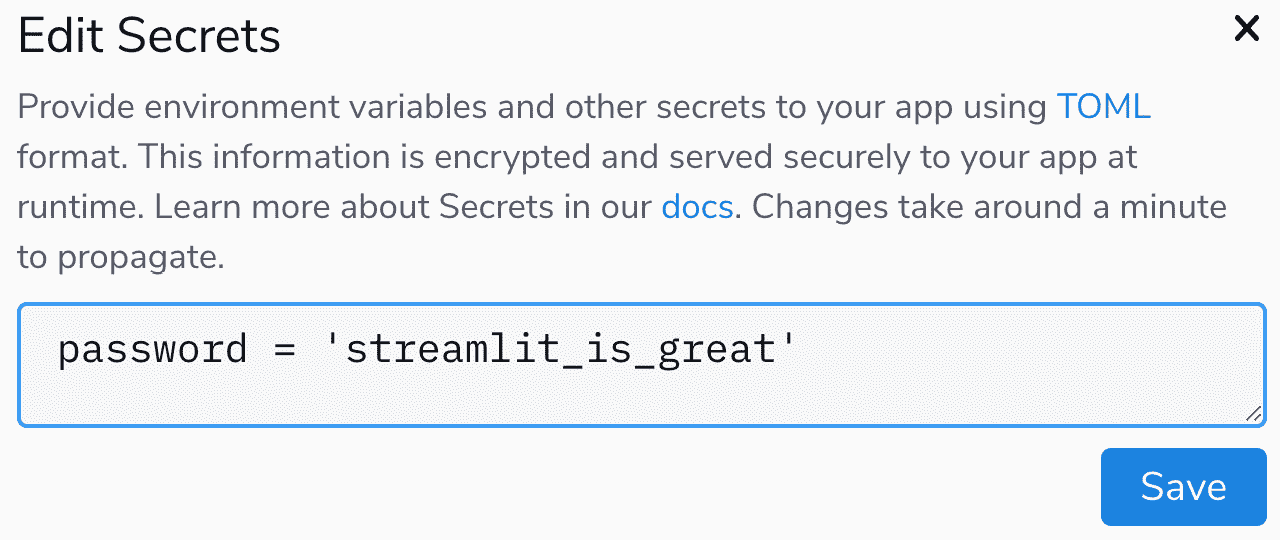 Edit Secrets
Provide environment variables and other secrets to your app using TOML
format. This information is encrypted and served securely to your app at
runtime. Learn more about Secrets in our docs. Changes take around a minute
to propagate.
password = 'streamlit_is_great'
Save